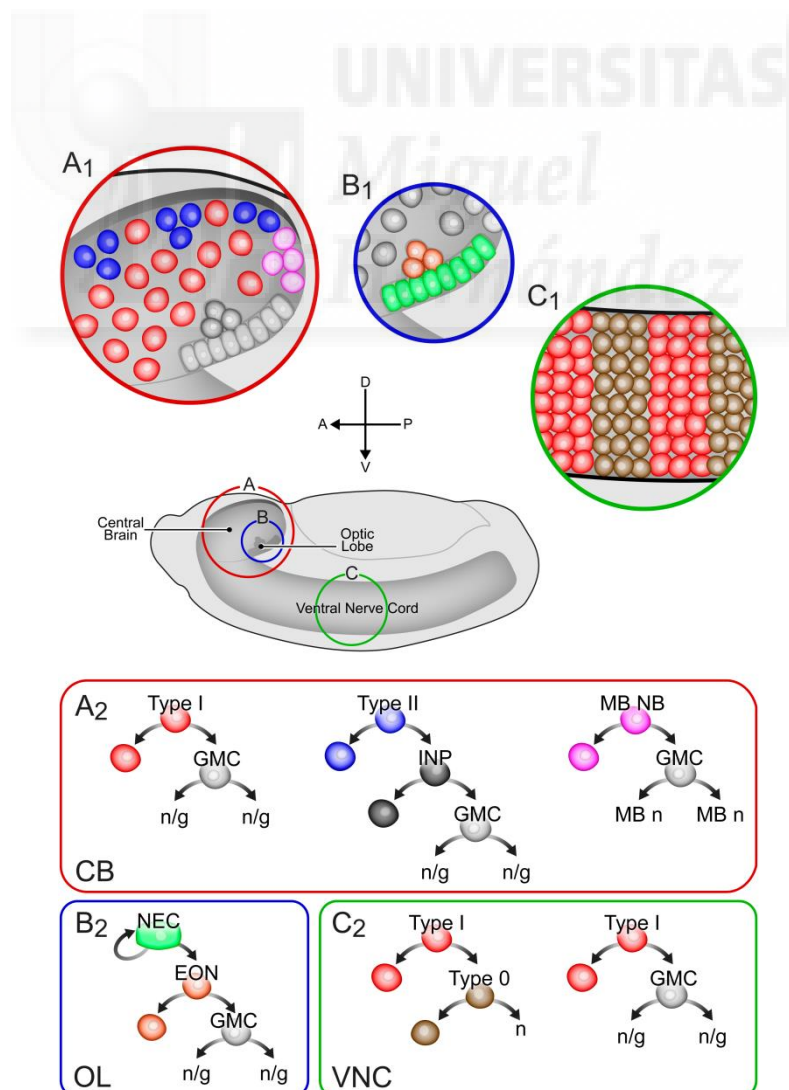 UNIVERSITAS
Miguel
Hernández
A1
B1
C1
D
A P
V
A
B
C
Central
Brain
Optic
Lobe
Ventral Nerve Cord
A2
Type I
GMC
n/g n/g
Type II
INP
GMC
n/g n/g
MB NB
GMC
MB n MB n
CB
B2
NEC
EON
GMC
n/g n/g
OL
C2
Type I
Type 0
n
Type I
GMC
n/g n/g
VNC